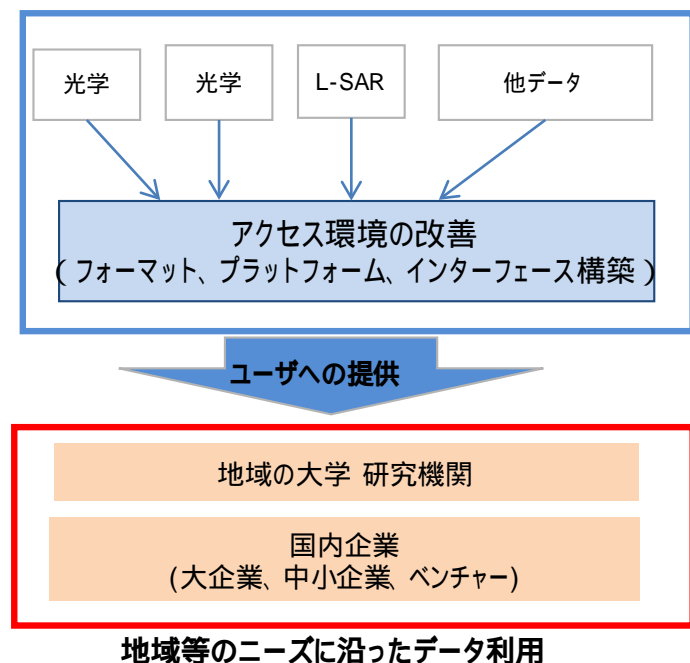 光学
光学
L-SAR
他データ
アクセス環境の改善
(フォーマット、プラットフォーム、インターフェース構築)
ユーザへの提供
地域の大学 研究機関
国内企業
(大企業、中小企業、ベンチャー)
地域等のニーズに沿ったデータ利用